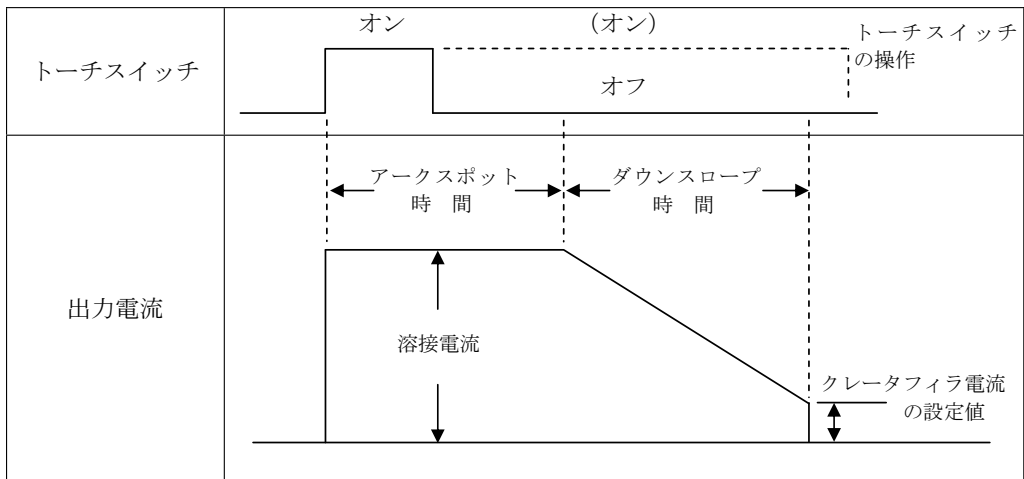 オン
(オン)
トーチスイッチ
の操作
トーチスイッチ
オフ
アークスポット
時 間
ダウンスロープ
時 間
出力電流
溶接電流
クレータフィラ電流
の設定値